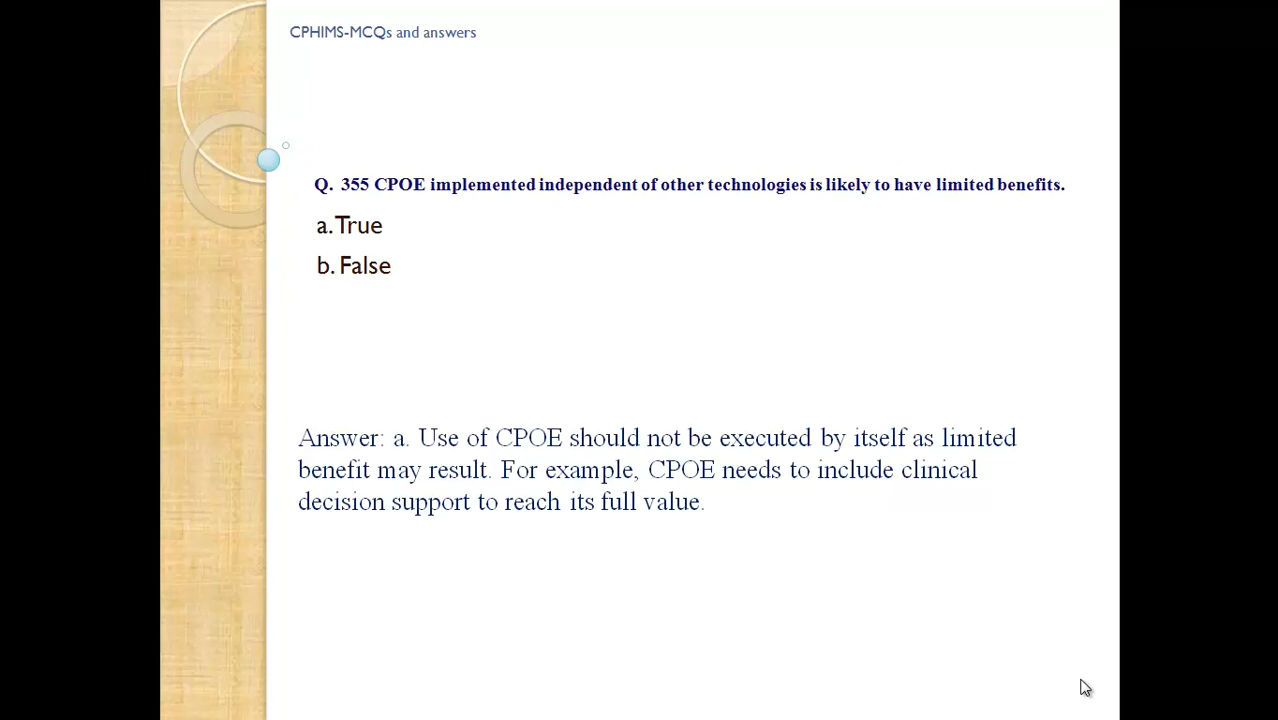 CPHIMS-MCQs and answers
Q. 355 CPOE implemented independent of other technologies is likely to have limited benefits.
a. True
b. False
Answer: a. Use of CPOE should not be executed by itself as limited
benefit may result. For example, CPOE needs to include clinical
decision support to reach its full value.